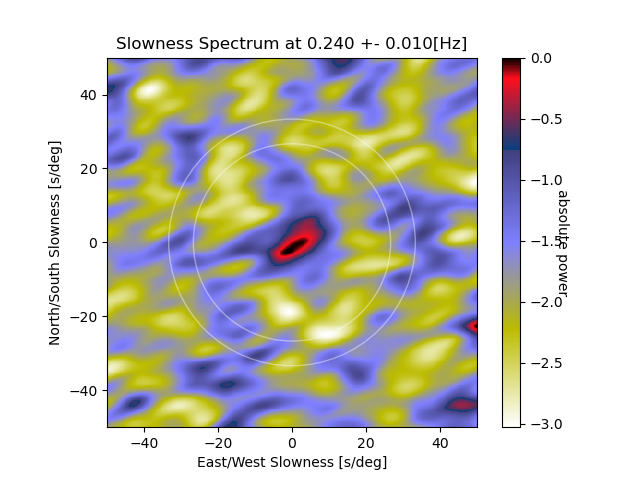 Slowness Spectrum at 0.240 +- 0.010[Hz]
North/South Slowness [s/deg]
40
20
0
−20
−40
−40 −20 0 20 40
East/West Slowness [s/deg]
0.0
−0.5
−1.0
−1.5
−2.0
−2.5
−3.0
absolute power